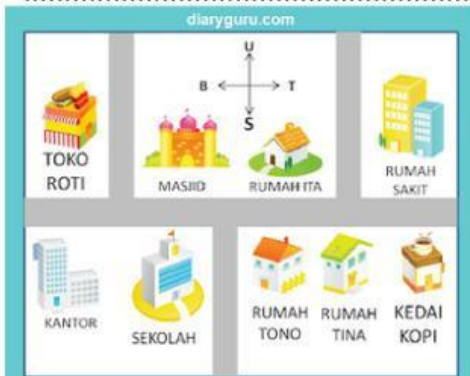 diaryguru.com
U
B T
S
TOKO
ROTI
MASJID
RUMAH ITA
RUMAH
SAKIT
KANTOR
SEKOLAH
RUMAH
TONO
RUMAH
TINA
KEDAI
KOPI